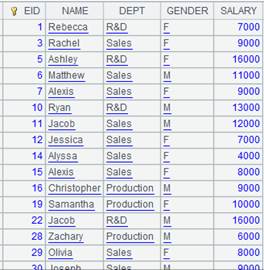 EID NAME DEPT GENDER SALARY
1 Rebecca R&D F 7000
3 Rachel Sales F 9000
5 Ashley R&D F 16000
6 Matthew Sales M 11000
7 Alexis Sales F 9000
10 Ryan R&D M 13000
11 Jacob Sales M 12000
12 Jessica Sales F 7000
14 Alyssa Sales F 4000
15 Alexis Sales F 8000
16 Christopher Production M 9000
19 Samantha Production F 10000
22 Jacob R&D M 16000
28 Zachary Production M 6000
29 Olivia Sales F 8000
30 Joseph Sales M 9000